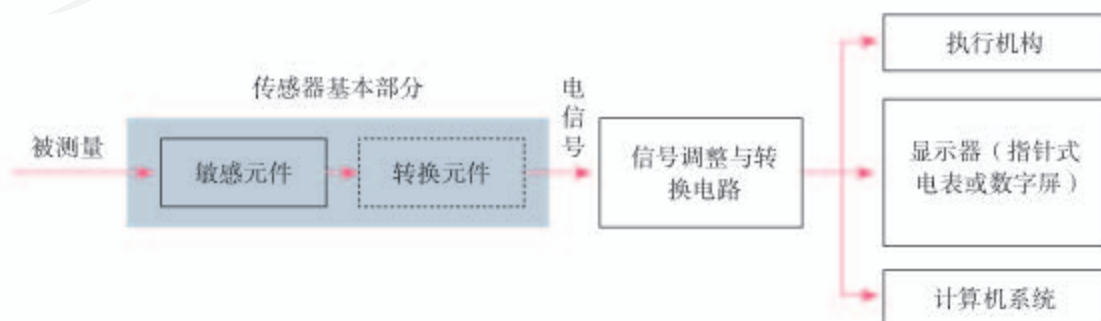 传感器基本部分
被测量
敏感元件
转换元件
电信号
信号调整与转
换电路
执行机构
显示器（指针式
电表或数字屏）
计算机系统